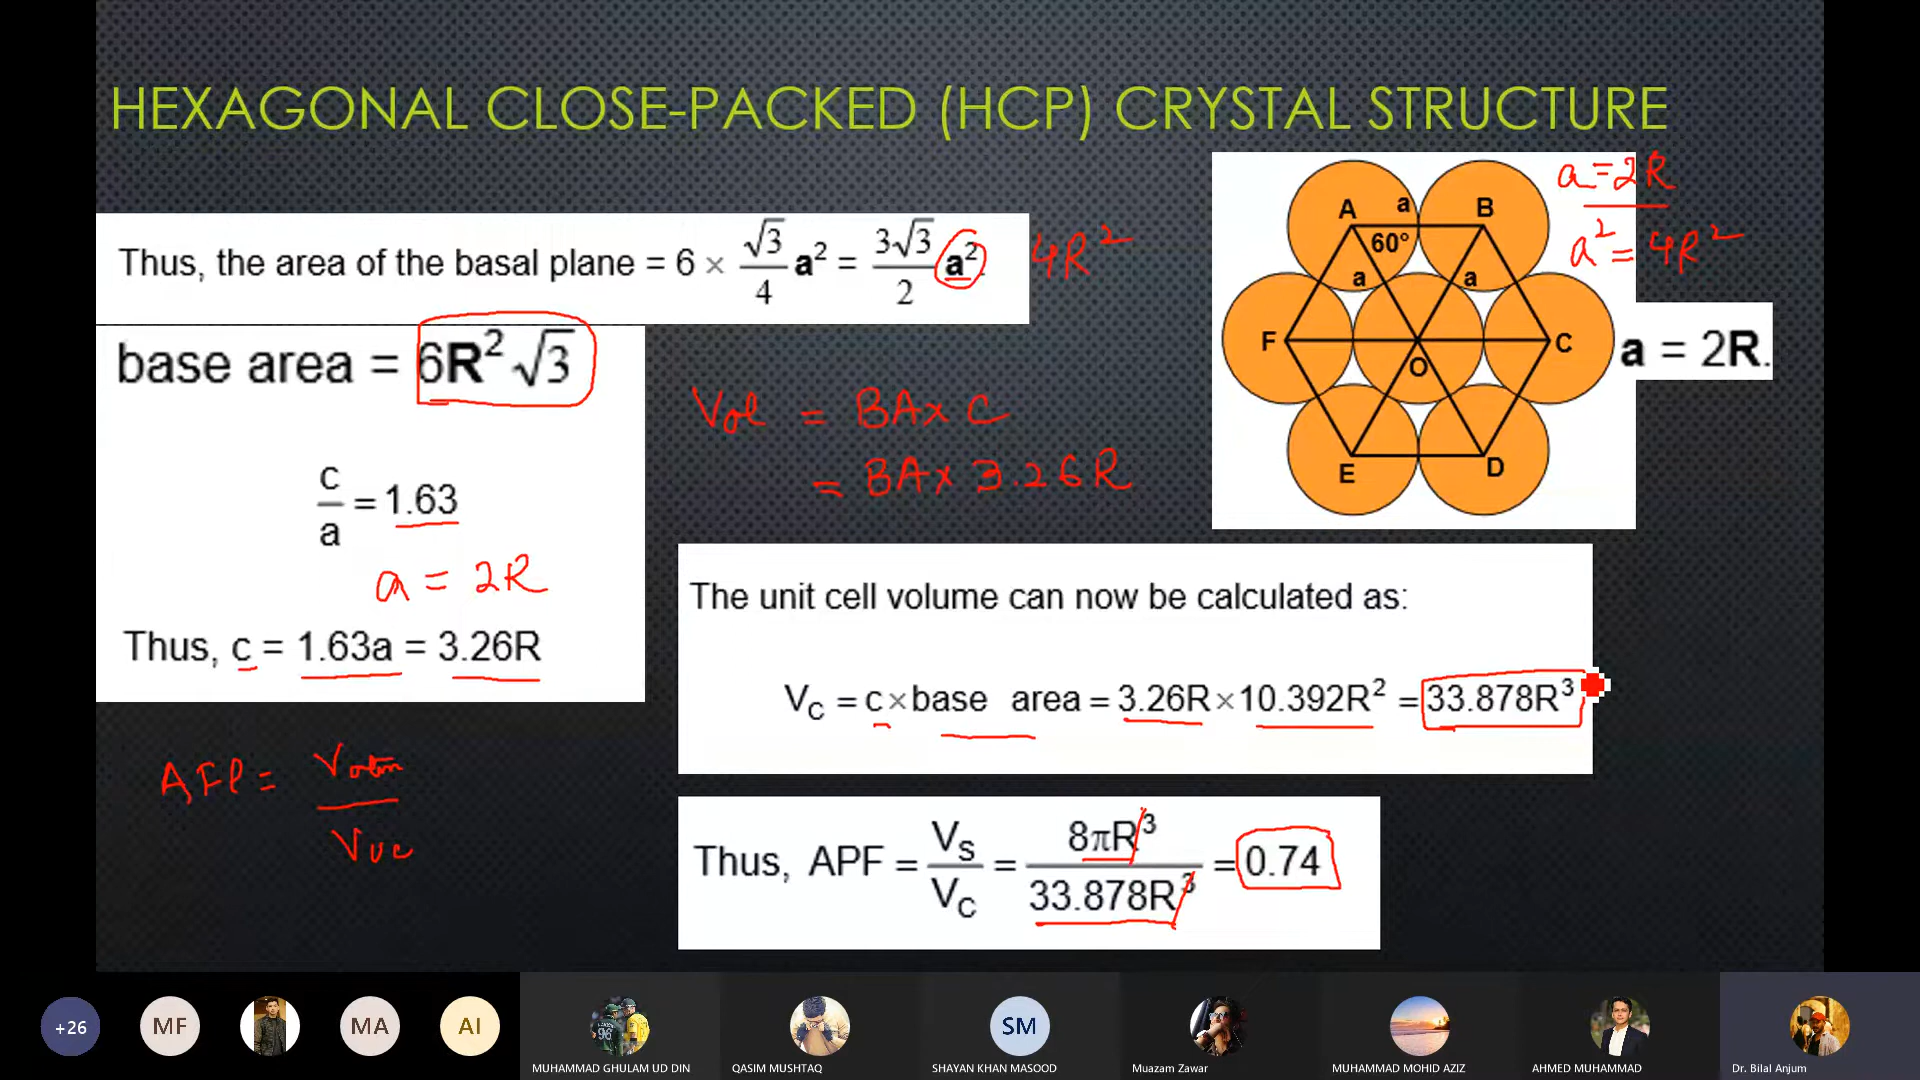 HEXAGONAL CLOSE-PACKED (HCP) CRYSTAL STRUCTURE
Thus, the area of the basal plane = 6 × √3/4 a² = 3√3/2 a². 4R²
base area = 6R²√3
c/a = 1.63
a = 2R
Thus, c = 1.63a = 3.26R
AFP = Vatm/Vuc
Vol = BA x C
= BA x 3.26R
a = 2R
a² = 4R²
A a B
60°
a a
F O C
E D
a = 2R.
The unit cell volume can now be calculated as:
V_C = c × base area = 3.26R × 10.392R² = 33.878R³
Thus, APF = V_S/V_C = 8πR³/33.878R³ = 0.74
+26 MF MA AI SM
MUHAMMAD GHULAM UD DIN QASIM MUSHTAQ SHAYAN KHAN MASOOD Muazam Zawar MUHAMMAD MOHID AZIZ AHMED MUHAMMAD Dr. Bilal Anjum